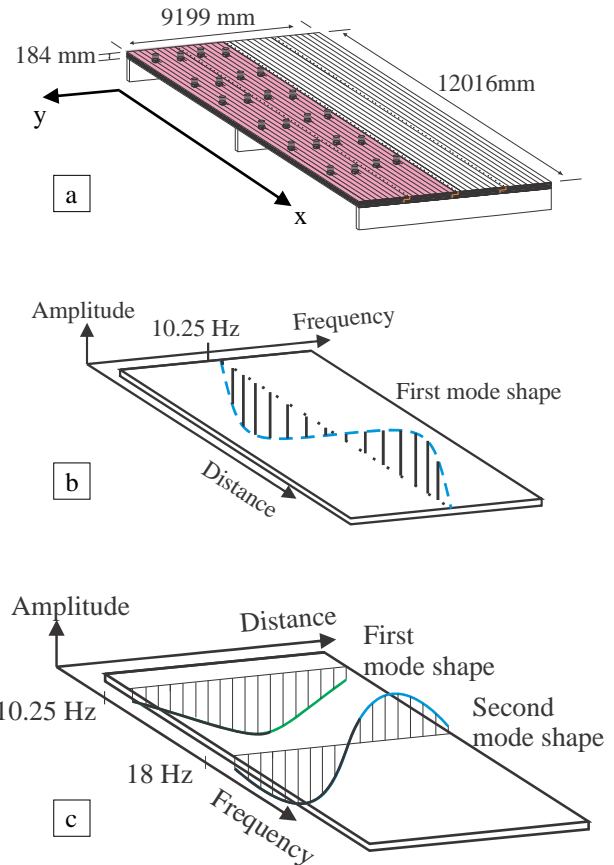 9199 mm
184 mm
12016mm
y
x
a
Amplitude
10.25 Hz
Frequency
First mode shape
Distance
b
Amplitude
Distance
First
mode shape
Second
mode shape
10.25 Hz
18 Hz
Frequency
c